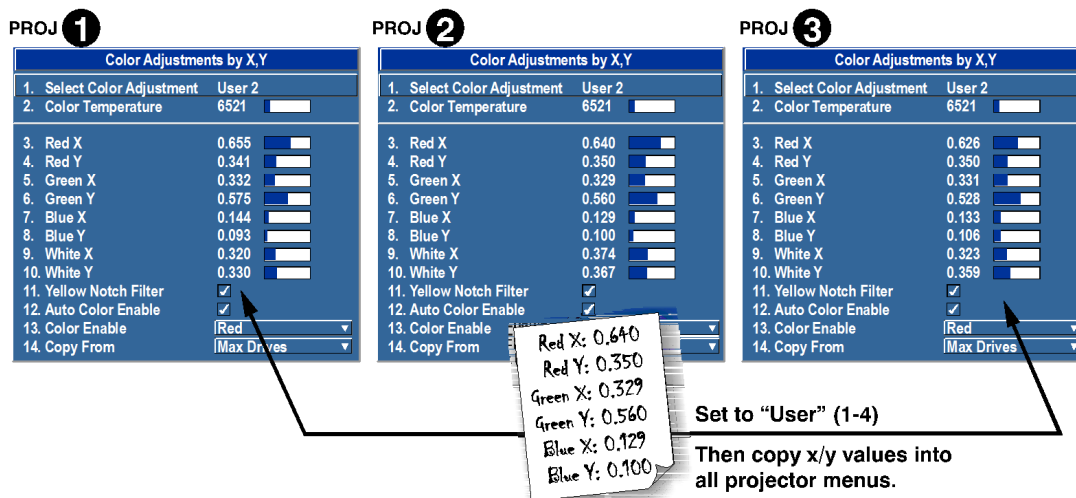 PROJ 1
Color Adjustments by X,Y
1. Select Color Adjustment User 2
2. Color Temperature 6521
3. Red X 0.655
4. Red Y 0.341
5. Green X 0.332
6. Green Y 0.575
7. Blue X 0.144
8. Blue Y 0.093
9. White X 0.320
10. White Y 0.330
11. Yellow Notch Filter
12. Auto Color Enable
13. Color Enable Red
14. Copy From Max Drives
PROJ 2
Color Adjustments by X,Y
1. Select Color Adjustment User 2
2. Color Temperature 6521
3. Red X 0.640
4. Red Y 0.350
5. Green X 0.329
6. Green Y 0.560
7. Blue X 0.129
8. Blue Y 0.100
9. White X 0.374
10. White Y 0.367
11. Yellow Notch Filter
12. Auto Color Enable
13. Color Enable
14. Copy From
PROJ 3
Color Adjustments by X,Y
1. Select Color Adjustment User 2
2. Color Temperature 6521
3. Red X 0.626
4. Red Y 0.350
5. Green X 0.331
6. Green Y 0.528
7. Blue X 0.133
8. Blue Y 0.106
9. White X 0.323
10. White Y 0.359
11. Yellow Notch Filter
12. Auto Color Enable
13. Color Enable Red
14. Copy From Max Drives
Red X: 0.640
Red Y: 0.350
Green X: 0.329
Green Y: 0.560
Blue X: 0.129
Blue Y: 0.100
Set to “User” (1-4)
Then copy x/y values into
all projector menus.